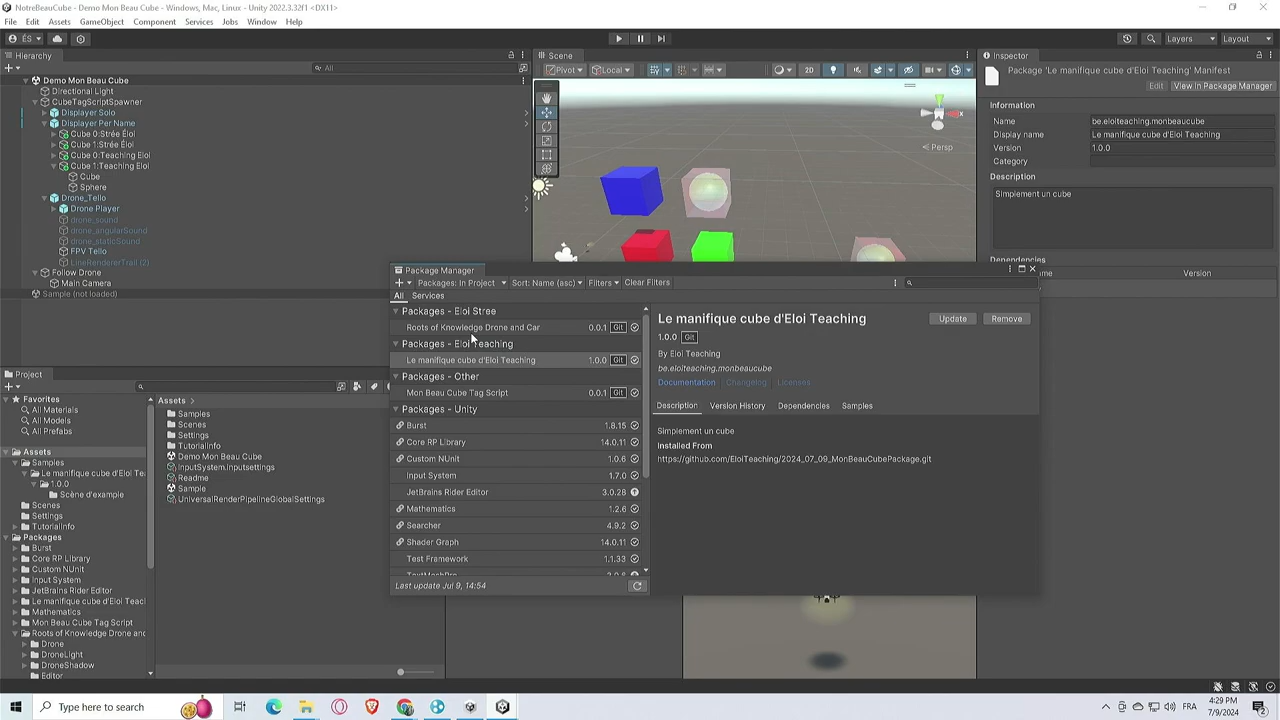 NotreBeauCube - Demo Mon Beau Cube - Windows, Mac, Linux - Unity 2022.3.32f1 <DX11>
File Edit Assets GameObject Component Services Jobs Window Help
ÉS
Layers Layout
Hierarchy
All
Demo Mon Beau Cube
Directional Light
CubeTagScriptSpawner
Displayer Solo
Displayer Per Name
Cube 0:Strée Éloi
Cube 1:Strée Éloi
Cube 0:Teaching Eloi
Cube 1:Teaching Eloi
Cube
Sphere
Drone_Tello
Drone Player
drone_sound
drone_angularSound
drone_staticSound
FPV Tello
LineRendererTrail (2)
Follow Drone
Main Camera
Sample (not loaded)
Scene
Pivot Local 2D
x
Persp
Inspector
Package 'Le manifique cube d'Eloi Teaching' Manifest
Edit View in Package Manager
Information
Name be.eloiteaching.monbeaucube
Display name Le manifique cube d'Eloi Teaching
Version 1.0.0
Category
Description
Simplement un cube
Dependencies
ame Version
Package Manager
Packages: In Project Sort: Name (asc) Filters Clear Filters
All Services
Packages - Eloi Stree
Roots of Knowledge Drone and Car 0.0.1 Git
Packages - Eloi Teaching
Le manifique cube d'Eloi Teaching 1.0.0 Git
Packages - Other
Mon Beau Cube Tag Script 0.0.1 Git
Packages - Unity
Burst 1.8.15
Core RP Library 14.0.11
Custom NUnit 1.0.6
Input System 1.7.0
JetBrains Rider Editor 3.0.28
Mathematics 1.2.6
Searcher 4.9.2
Shader Graph 14.0.11
Test Framework 1.1.33
Last update Jul 9, 14:54
Le manifique cube d'Eloi Teaching
Update Remove
1.0.0 Git
By Eloi Teaching
be.eloiteaching.monbeaucube
Documentation Changelog Licenses
Description Version History Dependencies Samples
Simplement un cube
Installed From
https://github.com/EloiTeaching/2024_07_09_MonBeauCubePackage.git
Project
Favorites
All Materials
All Models
All Prefabs
Assets
Samples
Le manifique cube d'Eloi Te
1.0.0
Scène d'example
Scenes
Settings
TutorialInfo
Packages
Burst
Core RP Library
Custom NUnit
Input System
JetBrains Rider Editor
Le manifique cube d'Eloi Teacl
Mathematics
Mon Beau Cube Tag Script
Roots of Knowledge Drone and
Drone
DroneLight
DroneShadow
Editor
Assets
Samples
Scenes
Settings
TutorialInfo
Demo Mon Beau Cube
InputSystem.inputsettings
Readme
Sample
UniversalRenderPipelineGlobalSettings
Type here to search
FRA
4:29 PM
7/9/2024
2